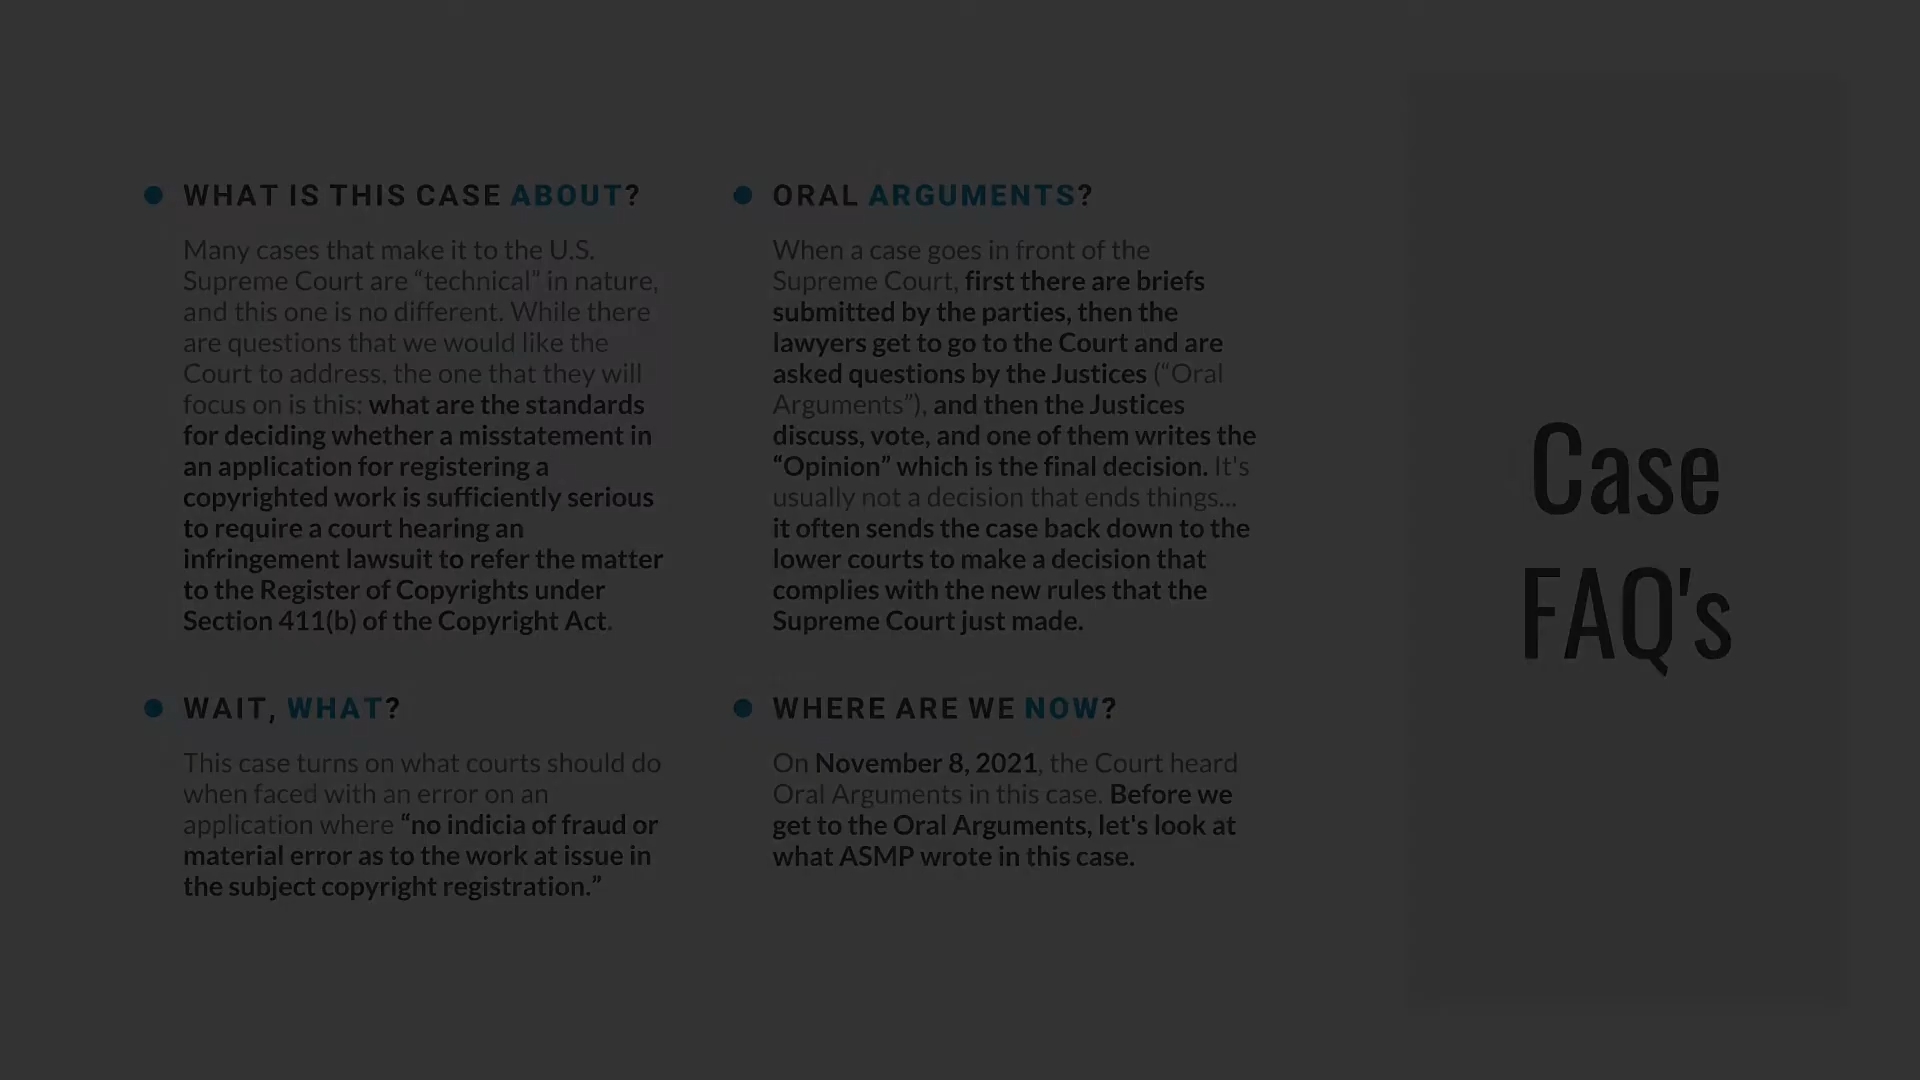 WHAT IS THIS CASE ABOUT?
Many cases that make it to the U.S.
Supreme Court are “technical” in nature,
and this one is no different. While there
are questions that we would like the
Court to address, the one that they will
focus on is this: what are the standards
for deciding whether a misstatement in
an application for registering a
copyrighted work is sufficiently serious
to require a court hearing an
infringement lawsuit to refer the matter
to the Register of Copyrights under
Section 411(b) of the Copyright Act.
WAIT, WHAT?
This case turns on what courts should do
when faced with an error on an
application where “no indicia of fraud or
material error as to the work at issue in
the subject copyright registration.”
ORAL ARGUMENTS?
When a case goes in front of the
Supreme Court, first there are briefs
submitted by the parties, then the
lawyers get to go to the Court and are
asked questions by the Justices (“Oral
Arguments”), and then the Justices
discuss, vote, and one of them writes the
“Opinion” which is the final decision. It's
usually not a decision that ends things...
it often sends the case back down to the
lower courts to make a decision that
complies with the new rules that the
Supreme Court just made.
WHERE ARE WE NOW?
On November 8, 2021, the Court heard
Oral Arguments in this case. Before we
get to the Oral Arguments, let's look at
what ASMP wrote in this case.
Case
FAQ's